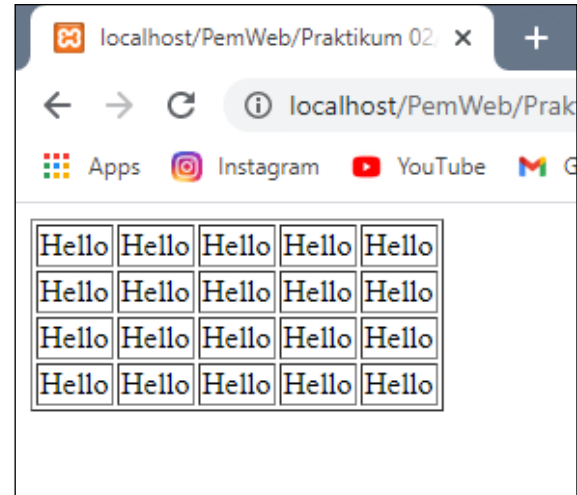 localhost/PemWeb/Praktikum 02
localhost/PemWeb/Prak
Apps Instagram YouTube G
Hello Hello Hello Hello Hello
Hello Hello Hello Hello Hello
Hello Hello Hello Hello Hello
Hello Hello Hello Hello Hello